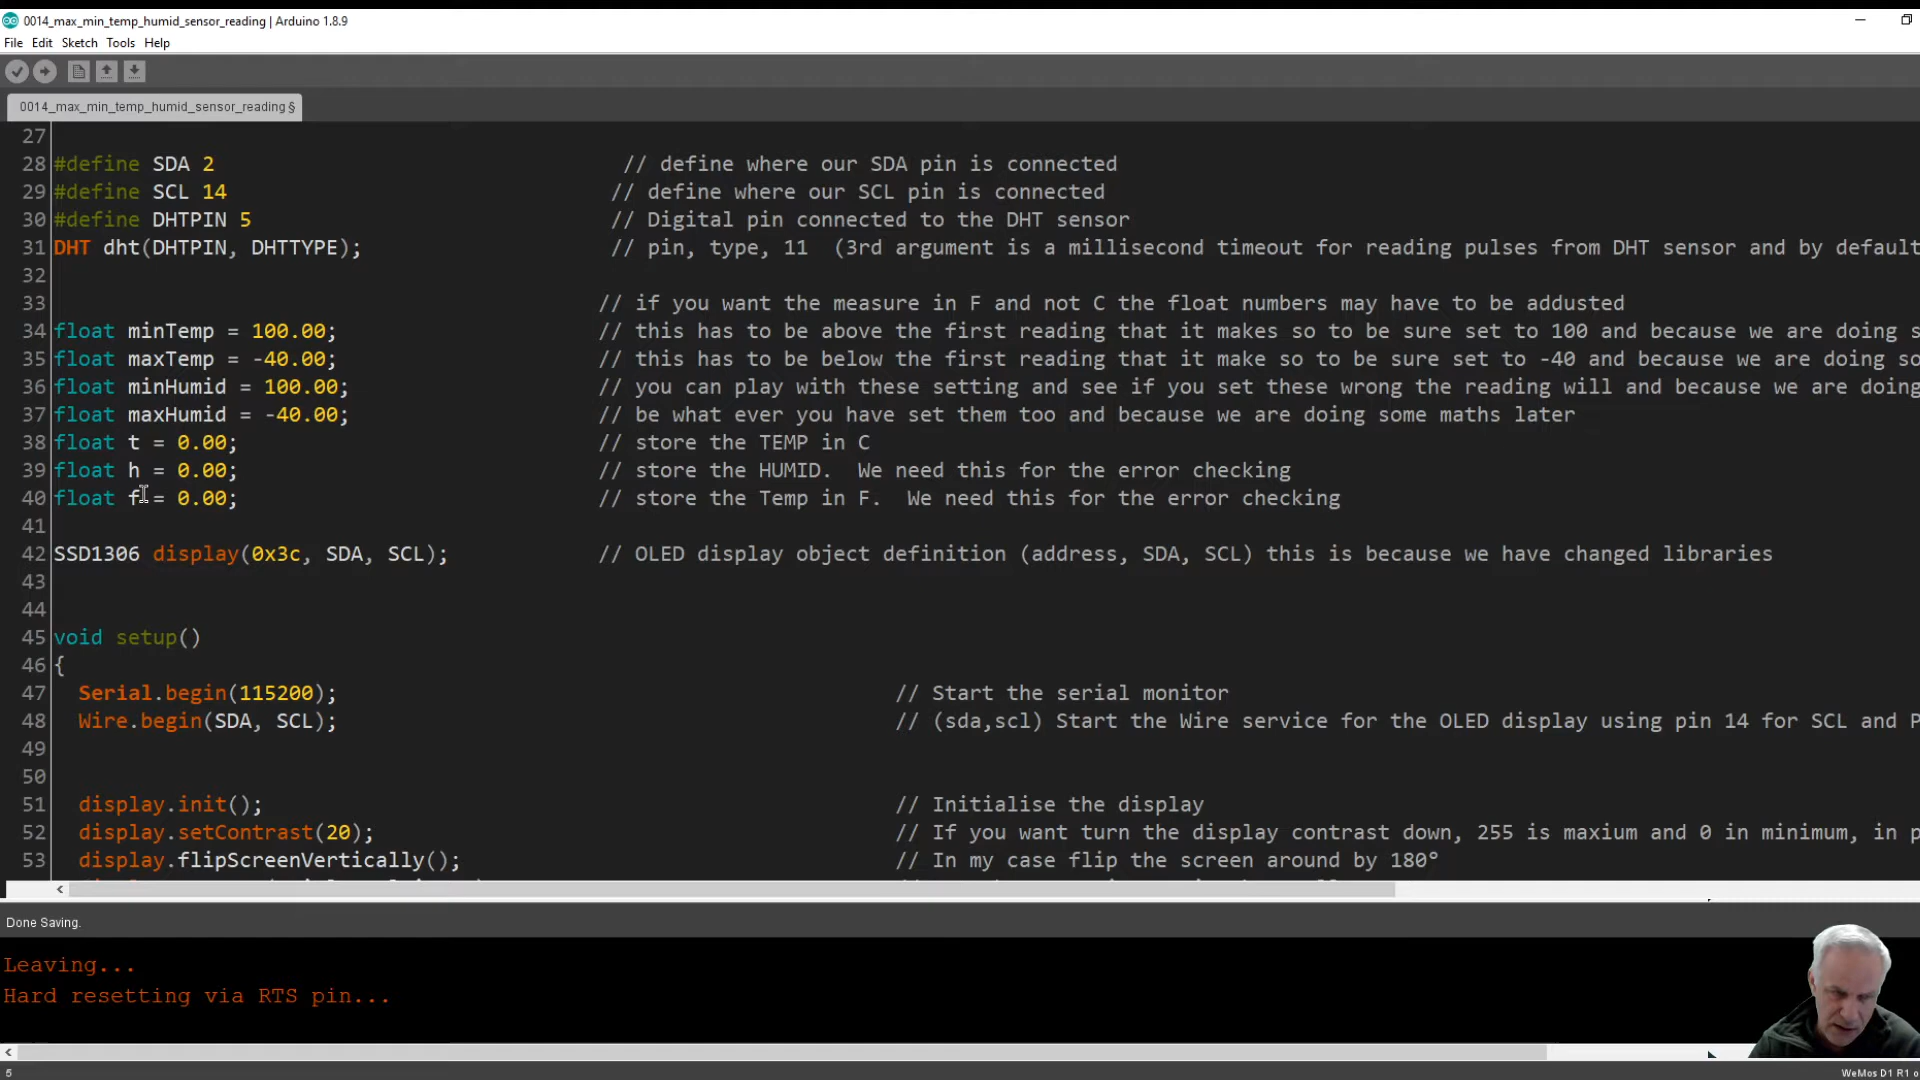 0014_max_min_temp_humid_sensor_reading | Arduino 1.8.9
File Edit Sketch Tools Help
0014_max_min_temp_humid_sensor_reading §
27
28 #define SDA 2 // define where our SDA pin is connected
29 #define SCL 14 // define where our SCL pin is connected
30 #define DHTPIN 5 // Digital pin connected to the DHT sensor
31 DHT dht(DHTPIN, DHTTYPE); // pin, type, 11 (3rd argument is a millisecond timeout for reading pulses from DHT sensor and by default
32
33 // if you want the measure in F and not C the float numbers may have to be addusted
34 float minTemp = 100.00; // this has to be above the first reading that it makes so to be sure set to 100 and because we are doing s
35 float maxTemp = -40.00; // this has to be below the first reading that it make so to be sure set to -40 and because we are doing so
36 float minHumid = 100.00; // you can play with these setting and see if you set these wrong the reading will and because we are doing
37 float maxHumid = -40.00; // be what ever you have set them too and because we are doing some maths later
38 float t = 0.00; // store the TEMP in C
39 float h = 0.00; // store the HUMID. We need this for the error checking
40 float f = 0.00; // store the Temp in F. We need this for the error checking
41
42 SSD1306 display(0x3c, SDA, SCL); // OLED display object definition (address, SDA, SCL) this is because we have changed libraries
43
44
45 void setup()
46 {
47 Serial.begin(115200); // Start the serial monitor
48 Wire.begin(SDA, SCL); // (sda,scl) Start the Wire service for the OLED display using pin 14 for SCL and P
49
50
51 display.init(); // Initialise the display
52 display.setContrast(20); // If you want turn the display contrast down, 255 is maxium and 0 in minimum, in p
53 display.flipScreenVertically(); // In my case flip the screen around by 180°
Done Saving.
Leaving...
Hard resetting via RTS pin...
5 WeMos D1 R1 o